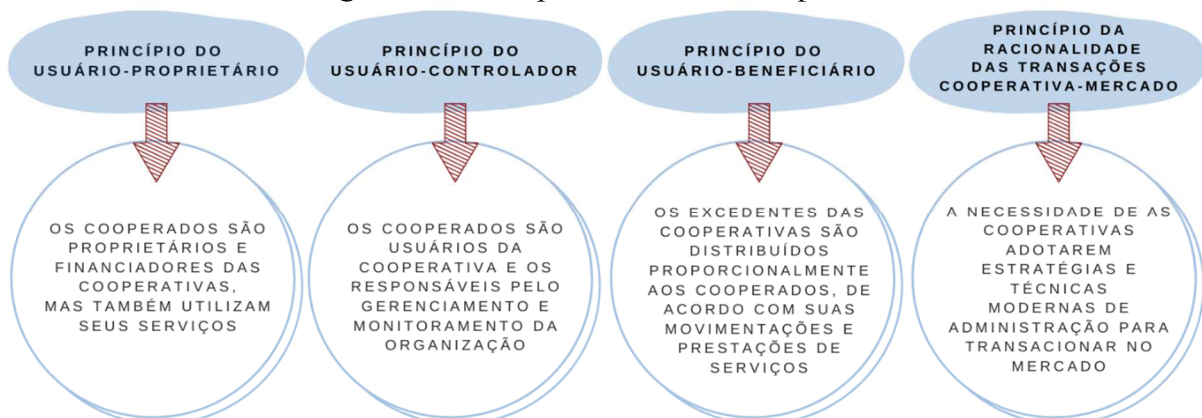 PRINCÍPIO DO
USUÁRIO-PROPRIETÁRIO
PRINCÍPIO DO
USUÁRIO-CONTROLADOR
PRINCÍPIO DO
USUÁRIO-BENEFICIÁRIO
PRINCÍPIO DA
RACIONALIDADE
DAS TRANSAÇÕES
COOPERATIVA-MERCADO
OS COOPERADOS SÃO
PROPRIETÁRIOS E
FINANCIADORES DAS
COOPERATIVAS,
MAS TAMBÉM UTILIZAM
SEUS SERVIÇOS
OS COOPERADOS SÃO
USUÁRIOS DA
COOPERATIVA E OS
RESPONSÁVEIS PELO
GERENCIAMENTO E
MONITORAMENTO DA
ORGANIZAÇÃO
OS EXCEDENTES DAS
COOPERATIVAS SÃO
DISTRIBUÍDOS
PROPORCIONALMENTE
AOS COOPERADOS, DE
ACORDO COM SUAS
MOVIMENTAÇÕES E
PRESTAÇÕES DE
SERVIÇOS
A NECESSIDADE DE AS
COOPERATIVAS
ADOTAREM
ESTRATÉGIAS E
TÉCNICAS
MODERNAS DE
ADMINISTRAÇÃO PARA
TRANSACIONAR NO
MERCADO